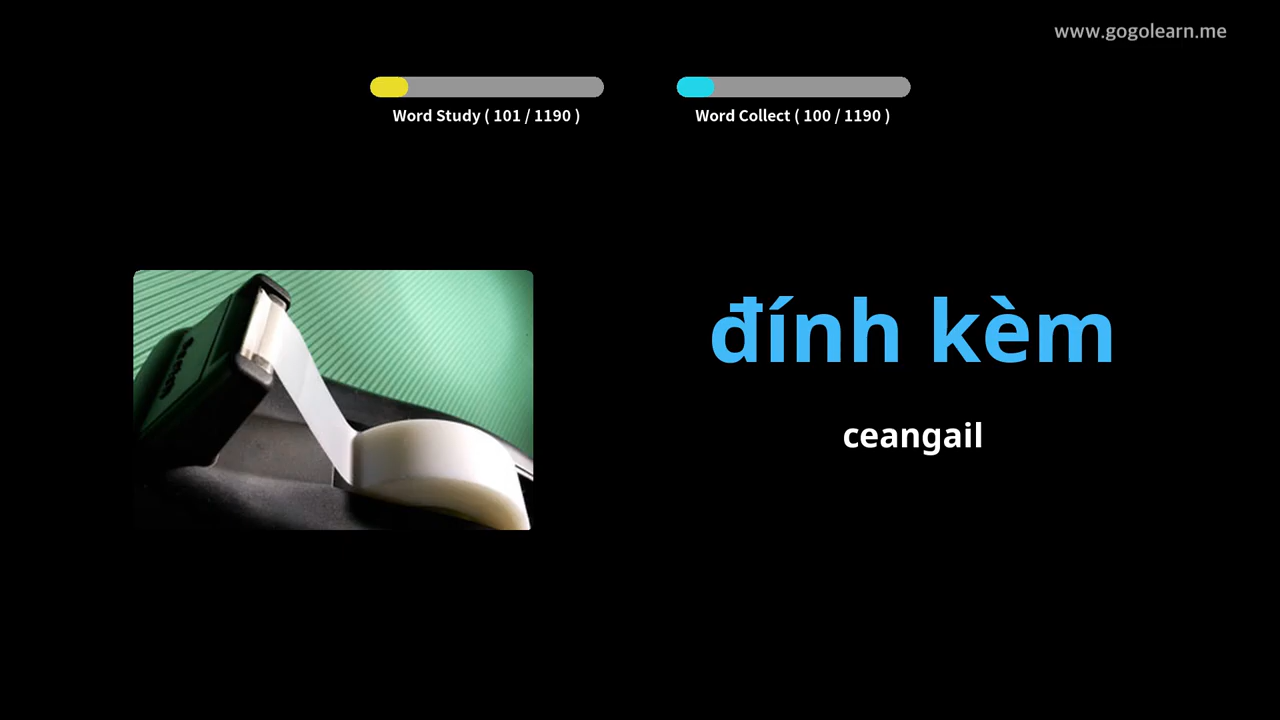 www.gogolearn.me
Word Study ( 101 / 1190 )
Word Collect ( 100 / 1190 )
đính kèm
ceangail